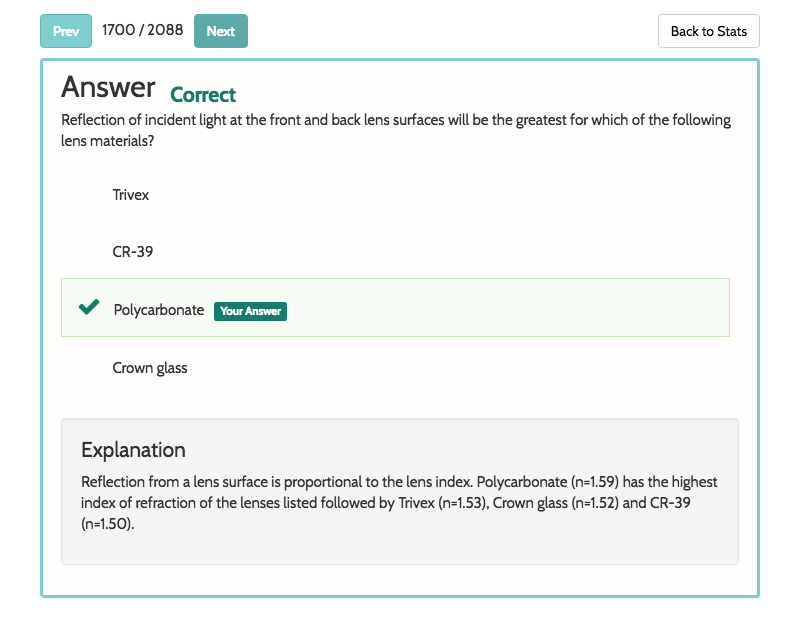 Prev 1700 / 2088 Next Back to Stats
Answer Correct
Reflection of incident light at the front and back lens surfaces will be the greatest for which of the following
lens materials?
Trivex
CR-39
Polycarbonate Your Answer
Crown glass
Explanation
Reflection from a lens surface is proportional to the lens index. Polycarbonate (n=1.59) has the highest
index of refraction of the lenses listed followed by Trivex (n=1.53), Crown glass (n=1.52) and CR-39
(n=1.50).